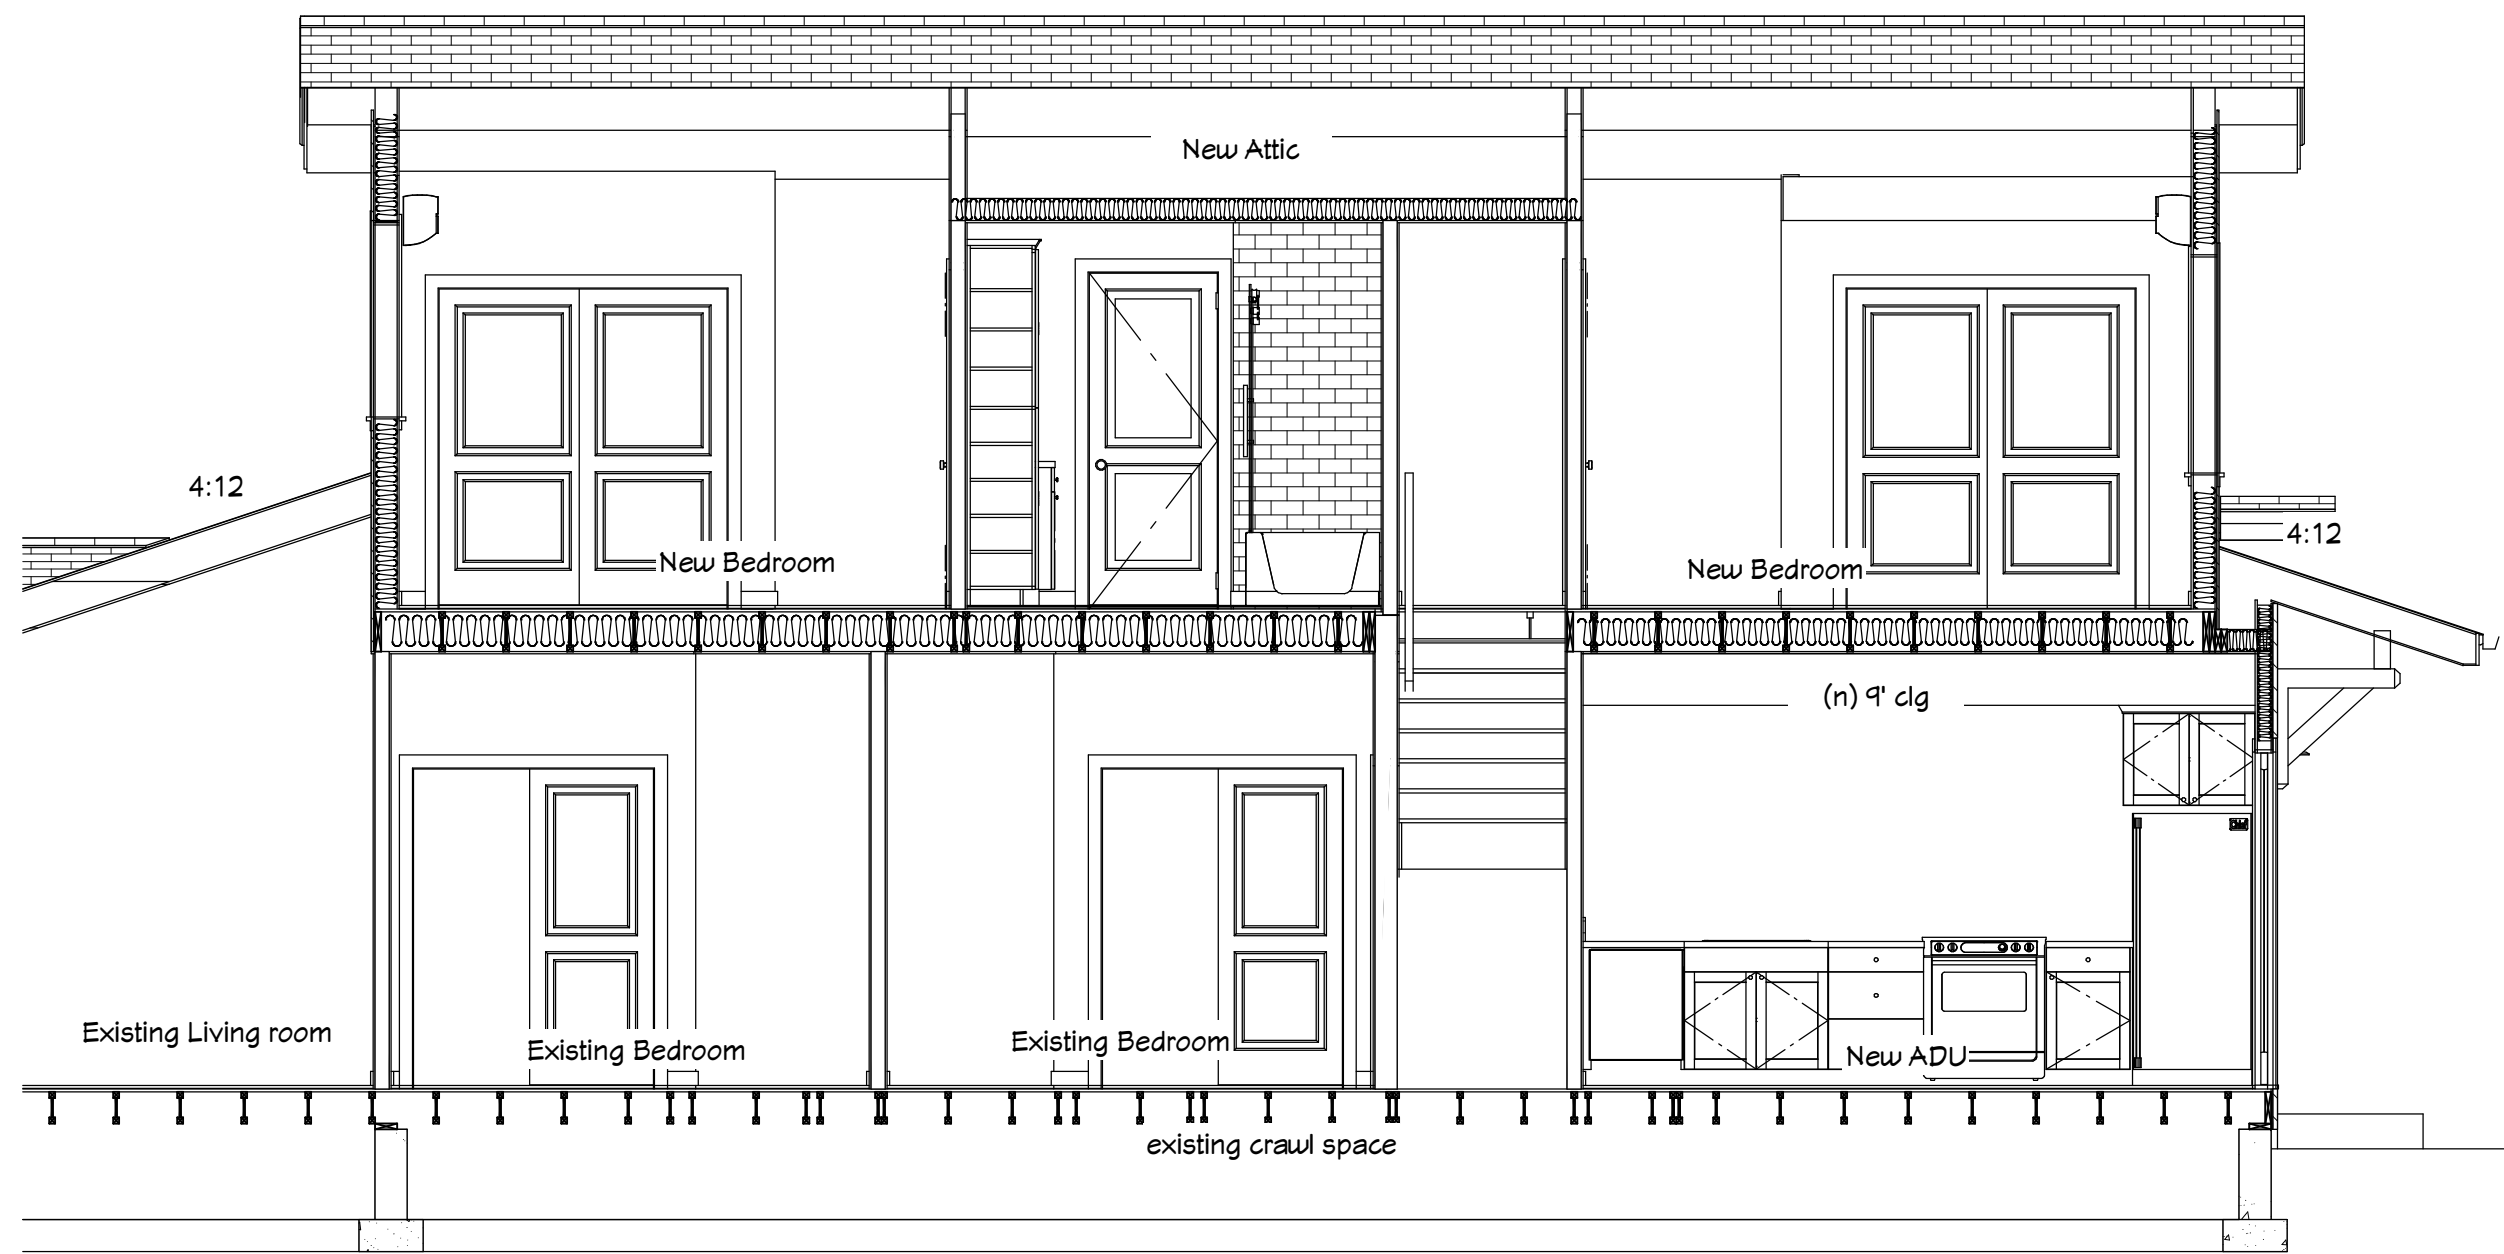 New Attic
4:12
4:12
New Bedroom
New Bedroom
(n) 9' clg
Existing Living room
Existing Bedroom
Existing Bedroom
New ADU
existing crawl space